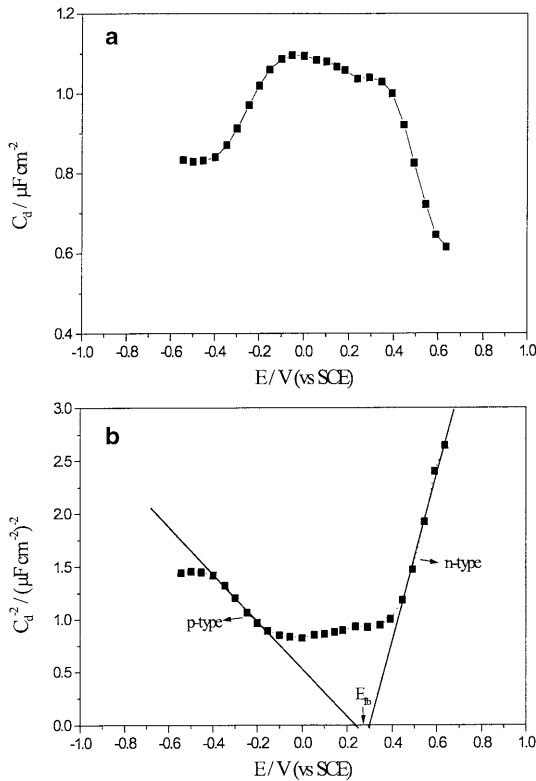 a
1.2
1.0
0.8
0.6
0.4
C_d / μF cm^-2
-1.0 -0.8 -0.6 -0.4 -0.2 0.0 0.2 0.4 0.6 0.8 1.0
E / V (vs SCE)
b
3.0
2.5
2.0
1.5
1.0
0.5
0.0
C_d^-2 / (μF cm^-2)^-2
p-type
n-type
E_fb
-1.0 -0.8 -0.6 -0.4 -0.2 0.0 0.2 0.4 0.6 0.8 1.0
E / V (vs SCE)